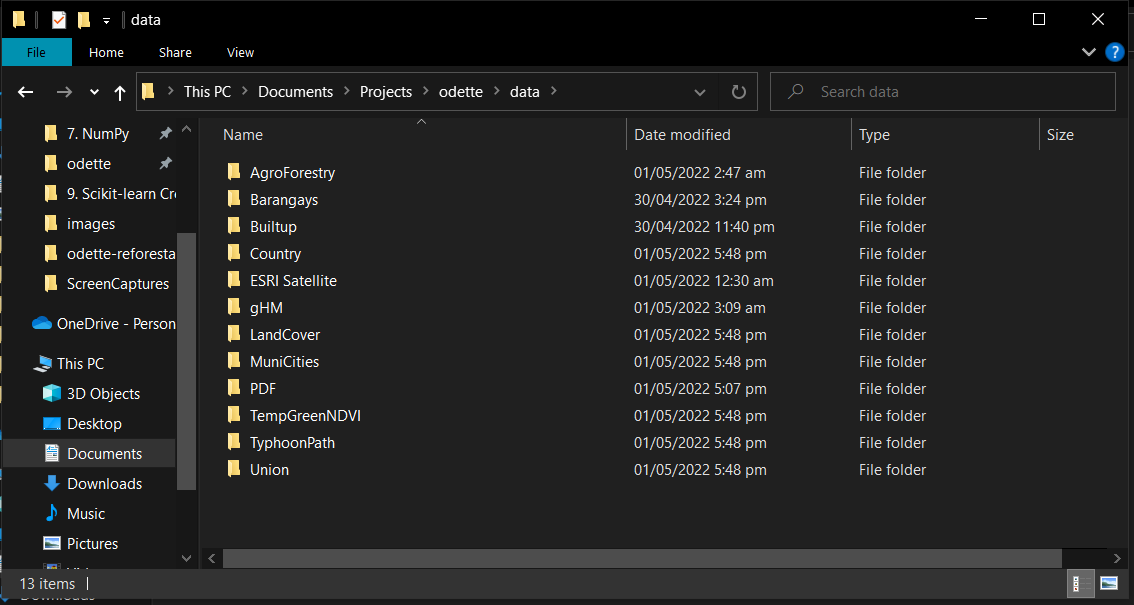 data
File Home Share View
This PC Documents Projects odette data Search data
Name Date modified Type Size
7. NumPy
odette
9. Scikit-learn Cr
images
odette-reforesta
ScreenCaptures
OneDrive - Person
This PC
3D Objects
Desktop
Documents
Downloads
Music
Pictures
AgroForestry 01/05/2022 2:47 am File folder
Barangays 30/04/2022 3:24 pm File folder
Builtup 30/04/2022 11:40 pm File folder
Country 01/05/2022 5:48 pm File folder
ESRI Satellite 01/05/2022 12:30 am File folder
gHM 01/05/2022 3:09 am File folder
LandCover 01/05/2022 5:48 pm File folder
MuniCities 01/05/2022 5:48 pm File folder
PDF 01/05/2022 5:07 pm File folder
TempGreenNDVI 01/05/2022 5:48 pm File folder
TyphoonPath 01/05/2022 5:48 pm File folder
Union 01/05/2022 5:48 pm File folder
13 items